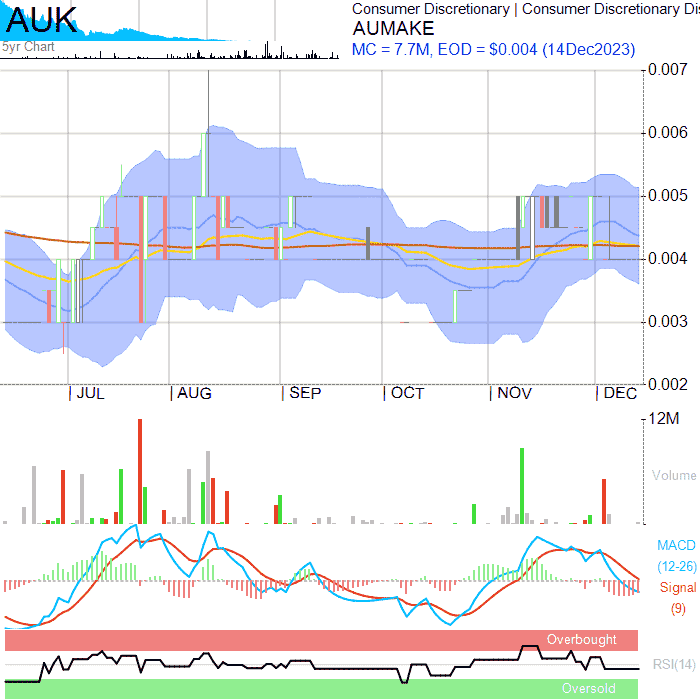 AUK
5yr Chart
Consumer Discretionary | Consumer Discretionary Dis
AUMAKE
MC = 7.7M, EOD = $0.004 (14Dec2023)
0.007
0.006
0.005
0.004
0.003
0.002
JUL
AUG
SEP
OCT
NOV
DEC
12M
Volume
MACD
(12-26)
Signal
(9)
Overbought
RSI(14)
Oversold